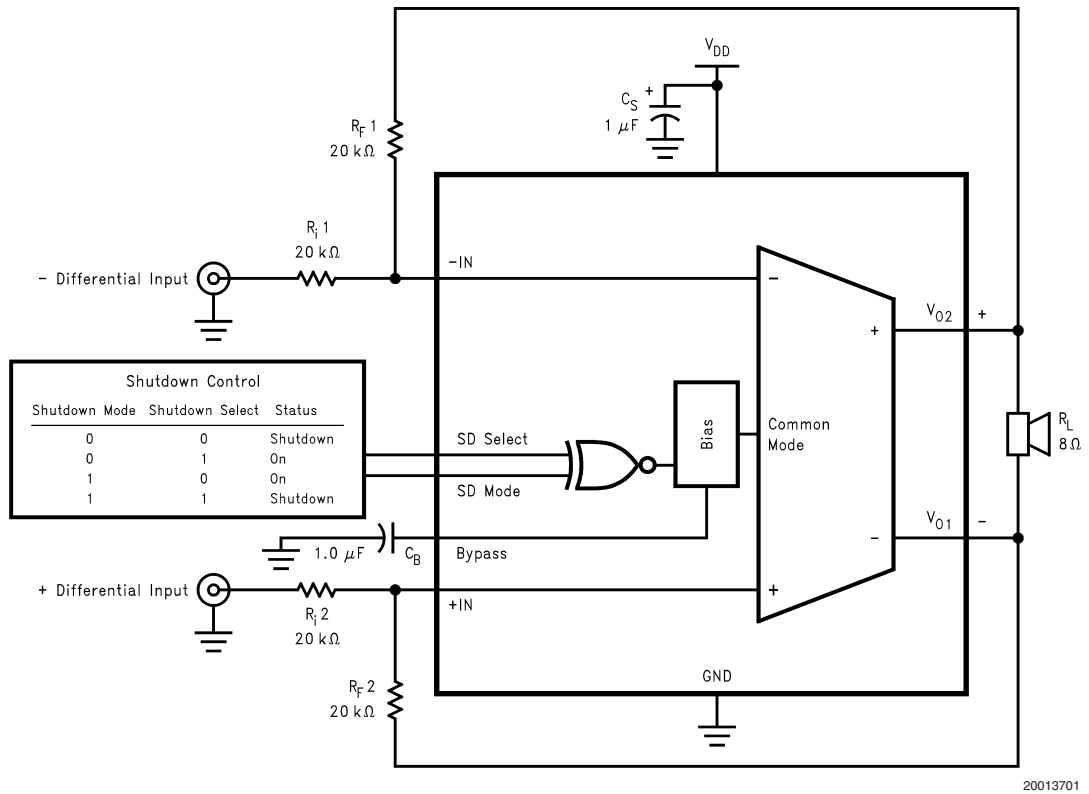 V_DD
C_S +
1 μF
R_F 1
20 kΩ
R_i 1
20 kΩ
-IN
- Differential Input
-
V_O2 +
+
Shutdown Control
Shutdown Mode Shutdown Select Status
0 0 Shutdown
0 1 On
1 0 On
1 1 Shutdown
SD Select
SD Mode
Bias
Common
Mode
R_L
8Ω
V_O1 -
-
1.0 μF C_B Bypass
+ Differential Input
+
+IN
R_i 2
20 kΩ
GND
R_F 2
20 kΩ
20013701